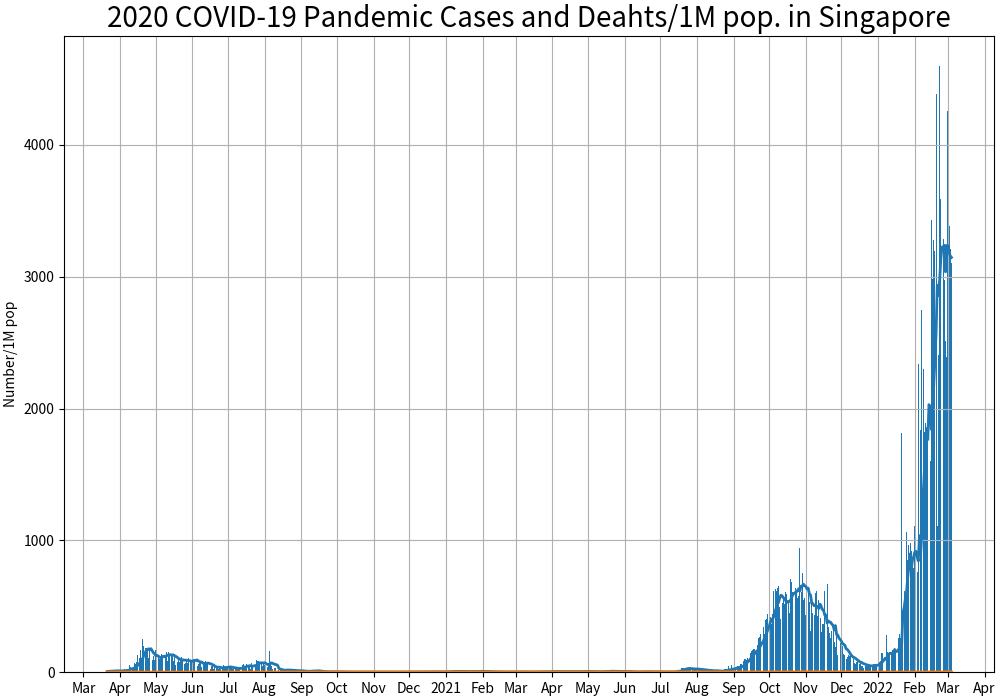 2020 COVID-19 Pandemic Cases and Deahts/1M pop. in Singapore
Number/1M pop
4000
3000
2000
1000
0
Mar Apr May Jun Jul Aug Sep Oct Nov Dec 2021 Feb Mar Apr May Jun Jul Aug Sep Oct Nov Dec 2022 Feb Mar Apr